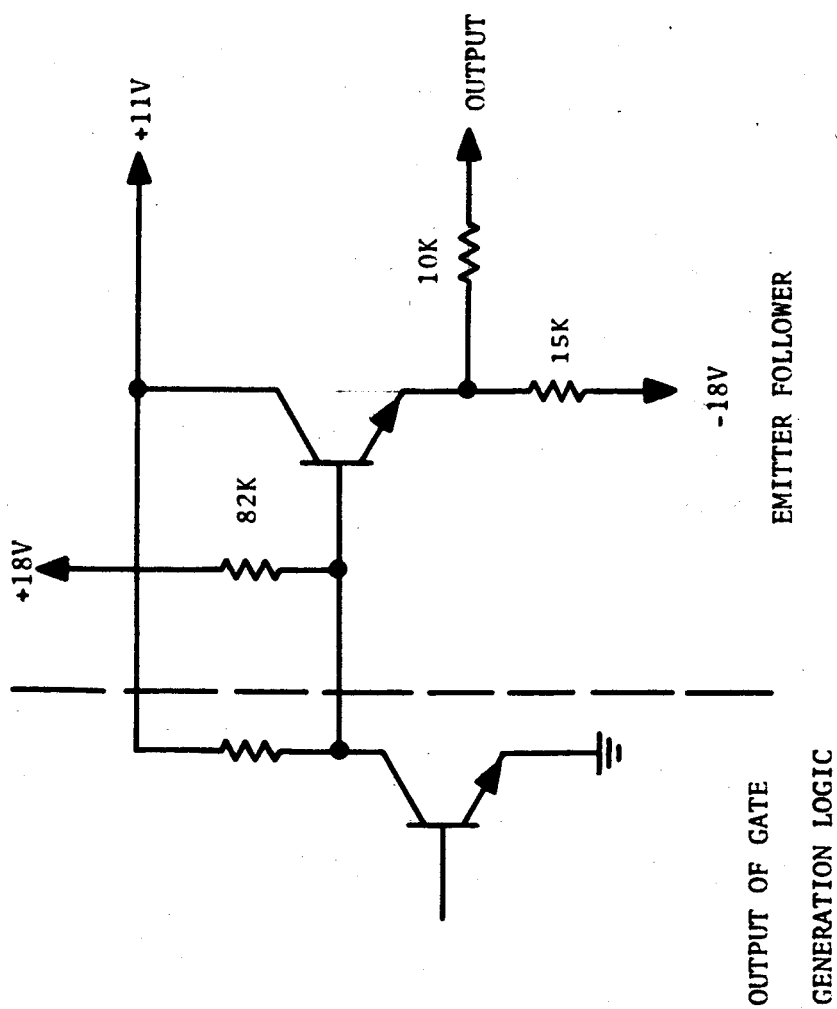 +18V
+11V
82K
10K
OUTPUT
15K
-18V
OUTPUT OF GATE
GENERATION LOGIC
EMITTER FOLLOWER